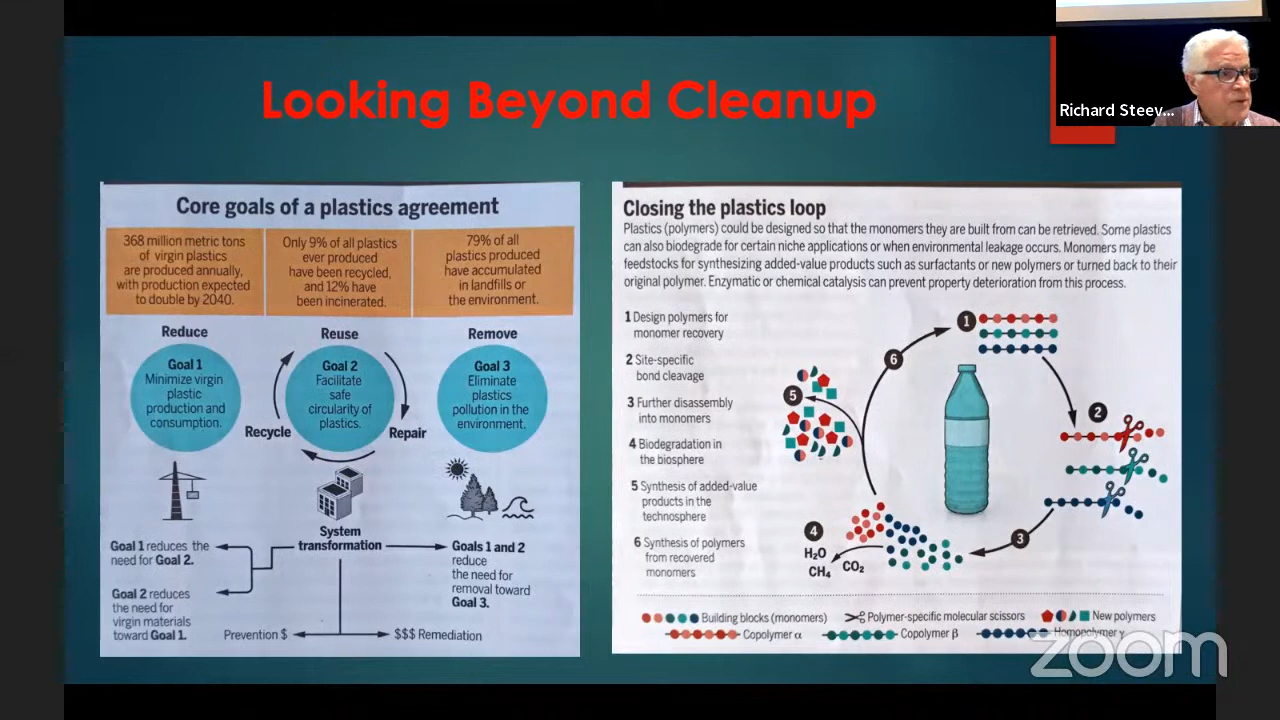 Looking Beyond Cleanup
Richard Steev...
Core goals of a plastics agreement
368 million metric tons
of virgin plastics
are produced annually,
with production expected
to double by 2040.
Only 9% of all plastics
ever produced
have been recycled,
and 12% have
been incinerated.
79% of all
plastics produced
have accumulated
in landfills or
the environment.
Reduce
Reuse
Remove
Goal 1
Minimize virgin
plastic
production and
consumption.
Goal 2
Facilitate
safe
circularity of
plastics.
Goal 3
Eliminate
plastics
pollution in the
environment.
Recycle
Repair
System
transformation
Goal 1 reduces the
need for Goal 2.
Goal 2 reduces
the need for
virgin materials
toward Goal 1.
Goals 1 and 2
reduce
the need for
removal toward
Goal 3.
Prevention $
$$$ Remediation
Closing the plastics loop
Plastics (polymers) could be designed so that the monomers they are built from can be retrieved. Some plastics
can also biodegrade for certain niche applications or when environmental leakage occurs. Monomers may be
feedstocks for synthesizing added-value products such as surfactants or new polymers or turned back to their
original polymer. Enzymatic or chemical catalysis can prevent property deterioration from this process.
1 Design polymers for
monomer recovery
2 Site-specific
bond cleavage
3 Further disassembly
into monomers
4 Biodegradation in
the biosphere
5 Synthesis of added-value
products in the
technosphere
6 Synthesis of polymers
from recovered
monomers
1
2
3
4
5
6
H₂O
CH₄
CO₂
Building blocks (monomers)
Polymer-specific molecular scissors
New polymers
Copolymer α
Copolymer β
Homopolymer γ
zoom